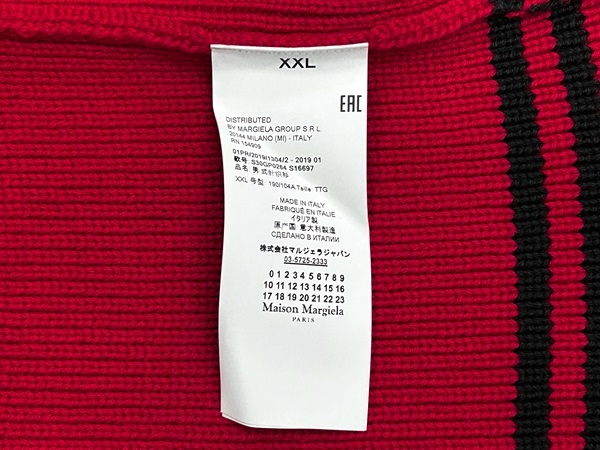 XXL
EAC
DISTRIBUTED
BY MARGIELA GROUP S R L
20144 MILANO (MI) - ITALY
RN 154909
01PR/2019/1304/2 - 2019 01
款号: S30GP0264 S16697
品名: 男式针织衫
XXL 号型: 190/104A,Taille: TTG
MADE IN ITALY
FABRIQUÉ EN ITALIE
イタリア製
原产国: 意大利製造
СДЕЛАНО В ИТАЛИИ
株式会社マルジェラジャパン
03-5725-2333
0 1 2 3 4 5 6 7 8 9
10 11 12 13 14 15 16
17 18 19 20 21 22 23
Maison Margiela
PARIS